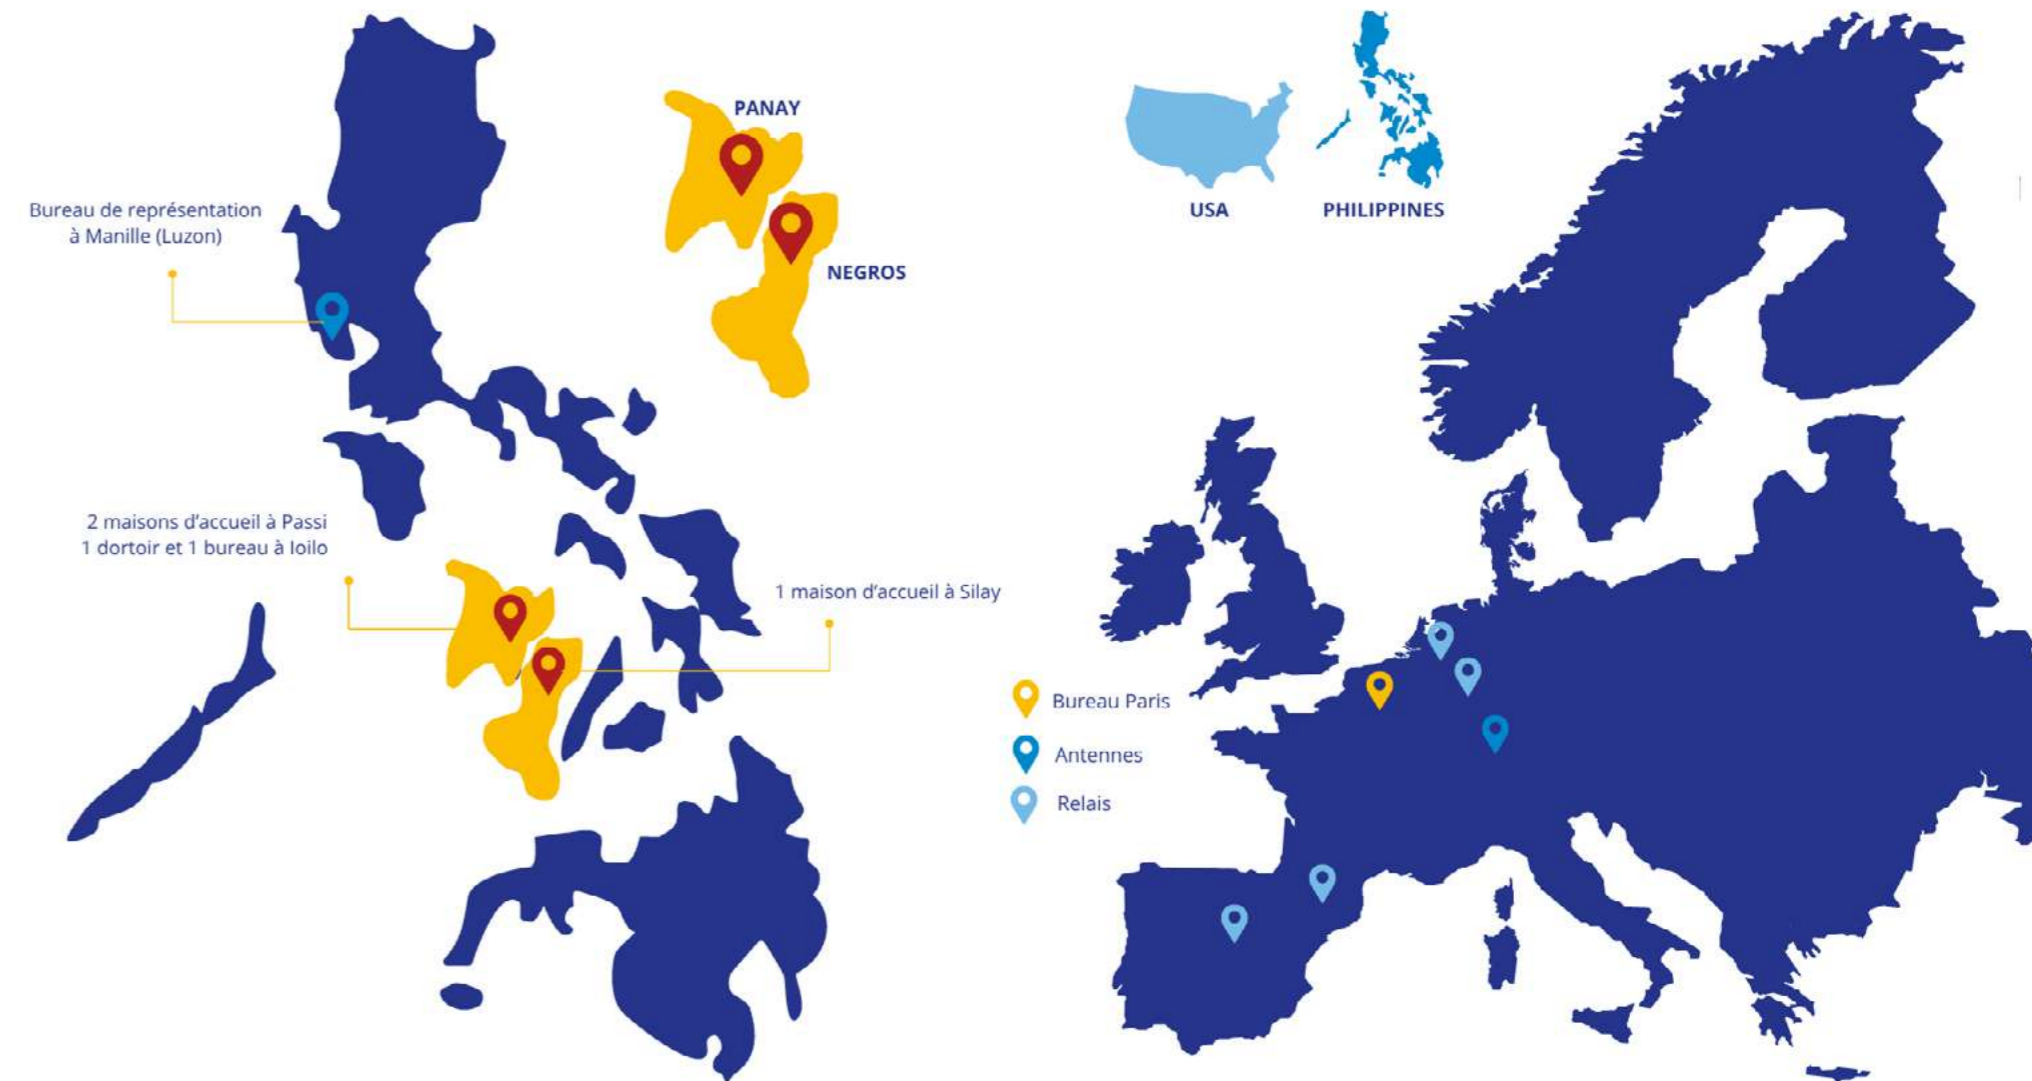 PANAY
NEGROS
Bureau de représentation
à Manille (Luzon)
2 maisons d'accueil à Passi
1 dortoir et 1 bureau à Ioilo
1 maison d'accueil à Silay
USA
PHILIPPINES
Bureau Paris
Antennes
Relais